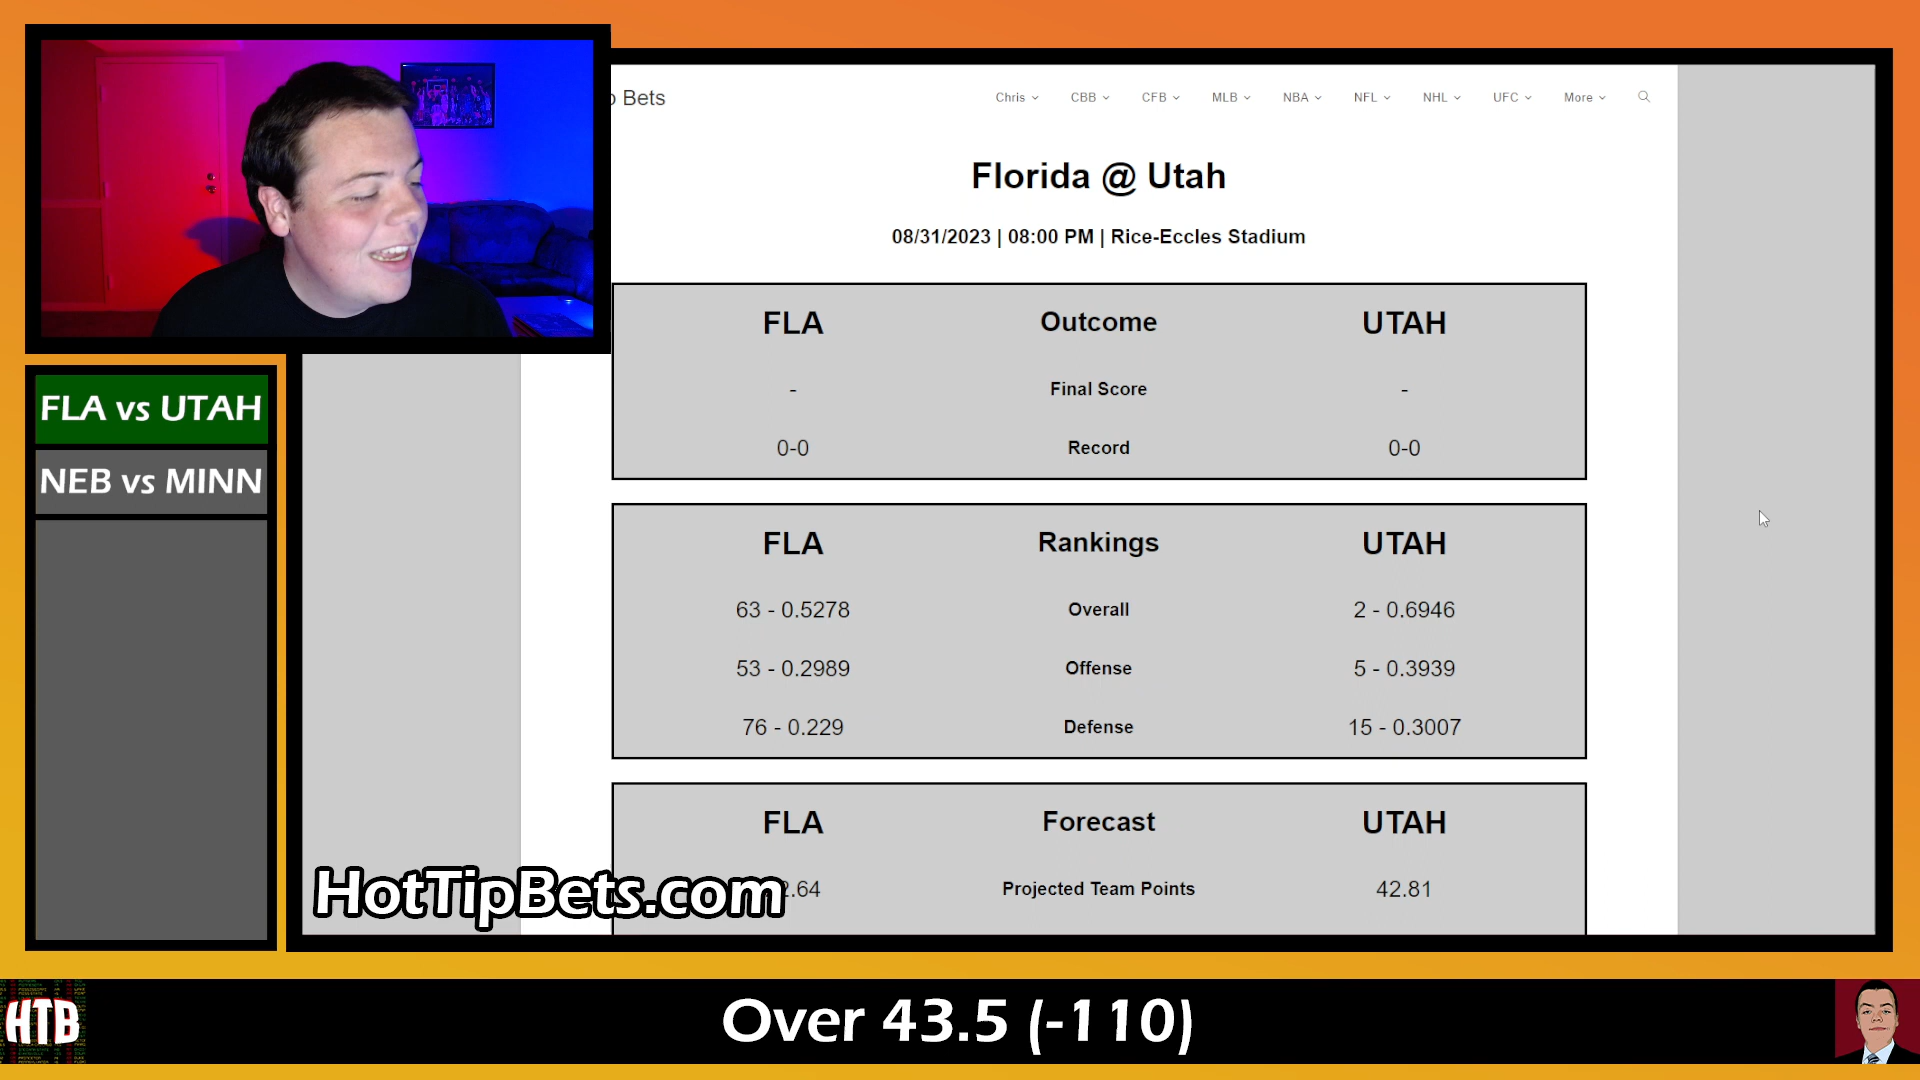 Bets
Chris
CBB
CFB
MLB
NBA
NFL
NHL
UFC
More
Florida @ Utah
08/31/2023 | 08:00 PM | Rice-Eccles Stadium
FLA Outcome UTAH
- Final Score -
0-0 Record 0-0
FLA vs UTAH
NEB vs MINN
FLA Rankings UTAH
63 - 0.5278 Overall 2 - 0.6946
53 - 0.2989 Offense 5 - 0.3939
76 - 0.229 Defense 15 - 0.3007
FLA Forecast UTAH
.64 Projected Team Points 42.81
HotTipBets.com
HTB
Over 43.5 (-110)